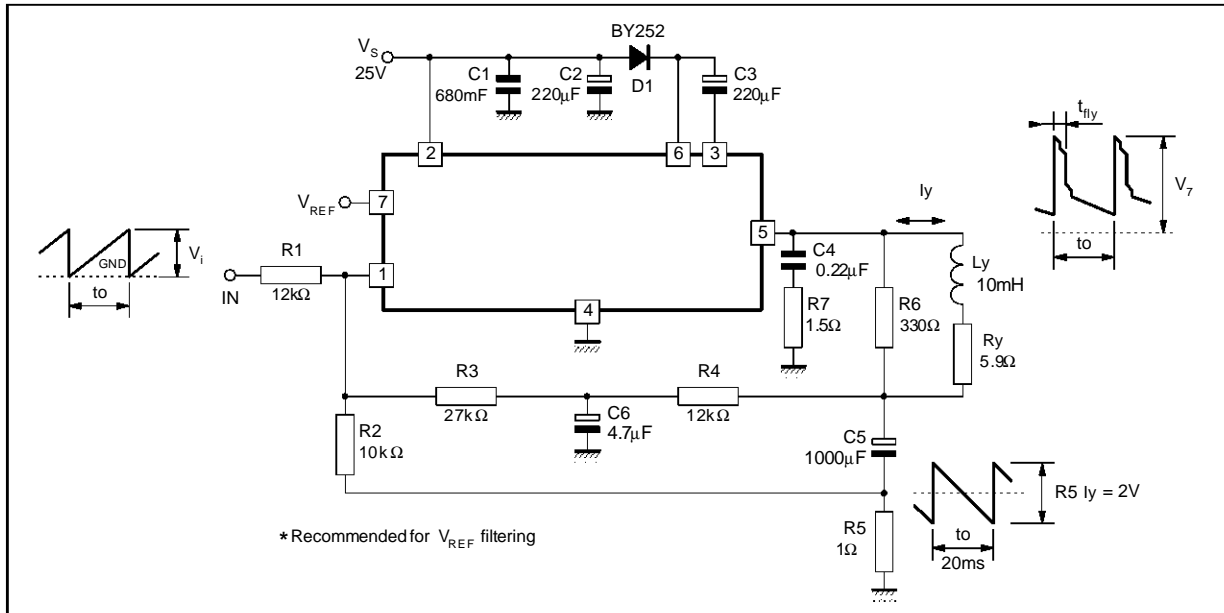 BY252
V_S
25V
C1
680mF
C2
220µF
D1
C3
220µF
t_fly
2
6
3
V_7
V_REF
7
Iy
5
to
V_i
GND
R1
1
C4
0.22µF
Ly
10mH
to
IN
12kΩ
4
R7
1.5Ω
R6
330Ω
Ry
5.9Ω
R3
R4
27kΩ
C6
4.7µF
12kΩ
R2
10kΩ
C5
1000µF
R5 Iy = 2V
* Recommended for V_REF filtering
R5
1Ω
to
20ms